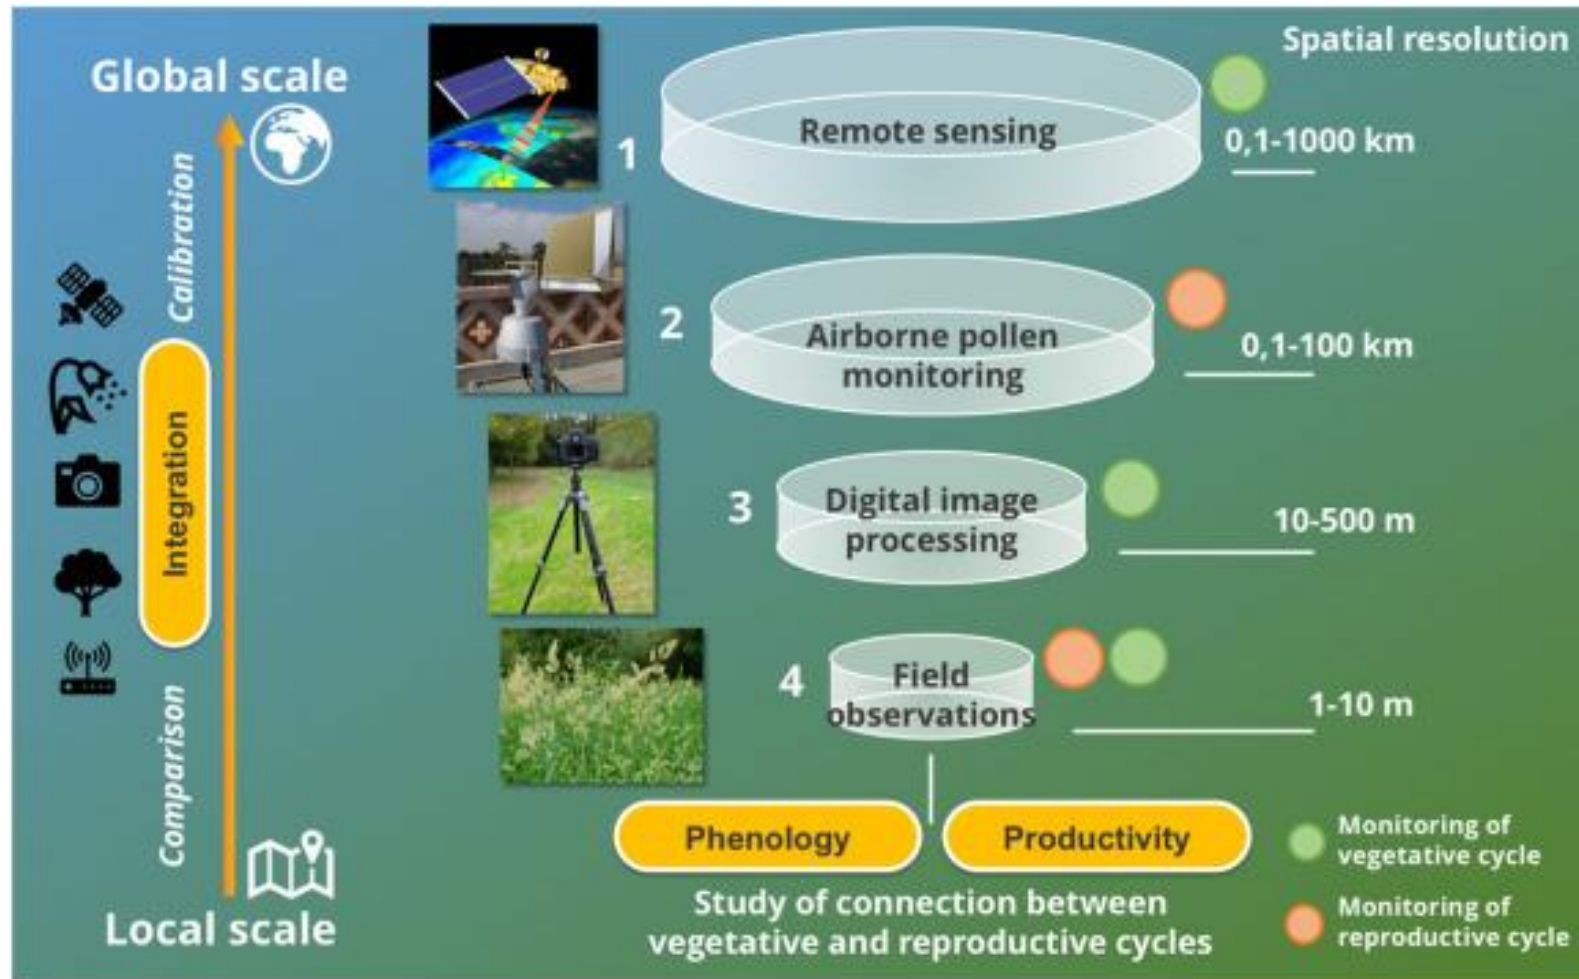 Spatial resolution
Global scale
Calibration
Integration
Comparison
Local scale
1
Remote sensing
0,1-1000 km
2
Airborne pollen
monitoring
0,1-100 km
3
Digital image
processing
10-500 m
4
Field
observations
1-10 m
Phenology
Productivity
Study of connection between
vegetative and reproductive cycles
Monitoring of
vegetative cycle
Monitoring of
reproductive cycle